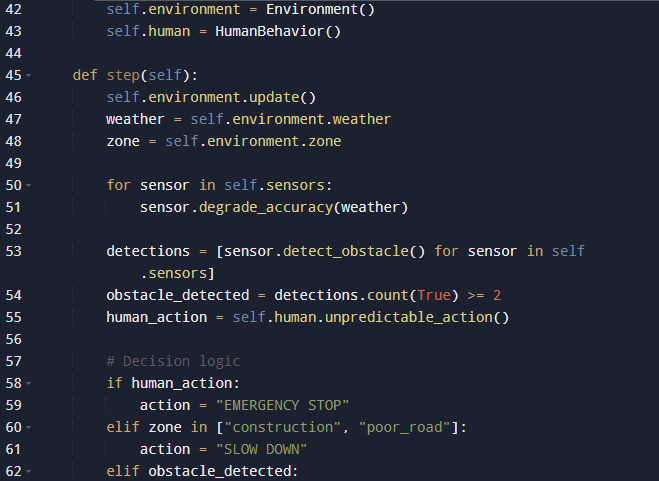 42 self.environment = Environment()
43 self.human = HumanBehavior()
44
45 def step(self):
46 self.environment.update()
47 weather = self.environment.weather
48 zone = self.environment.zone
49
50 for sensor in self.sensors:
51 sensor.degrade_accuracy(weather)
52
53 detections = [sensor.detect_obstacle() for sensor in self
.sensors]
54 obstacle_detected = detections.count(True) >= 2
55 human_action = self.human.unpredictable_action()
56
57 # Decision logic
58 if human_action:
59 action = "EMERGENCY STOP"
60 elif zone in ["construction", "poor_road"]:
61 action = "SLOW DOWN"
62 elif obstacle_detected: